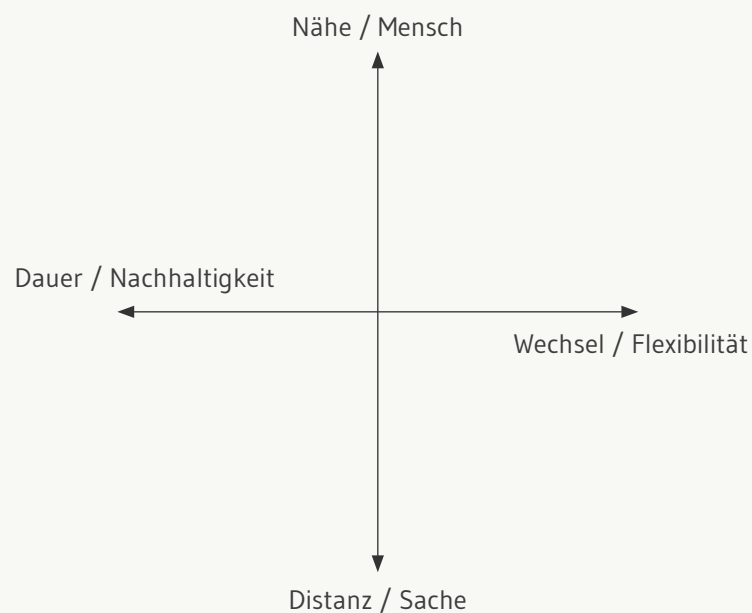 Nähe / Mensch
Dauer / Nachhaltigkeit
Wechsel / Flexibilität
Distanz / Sache